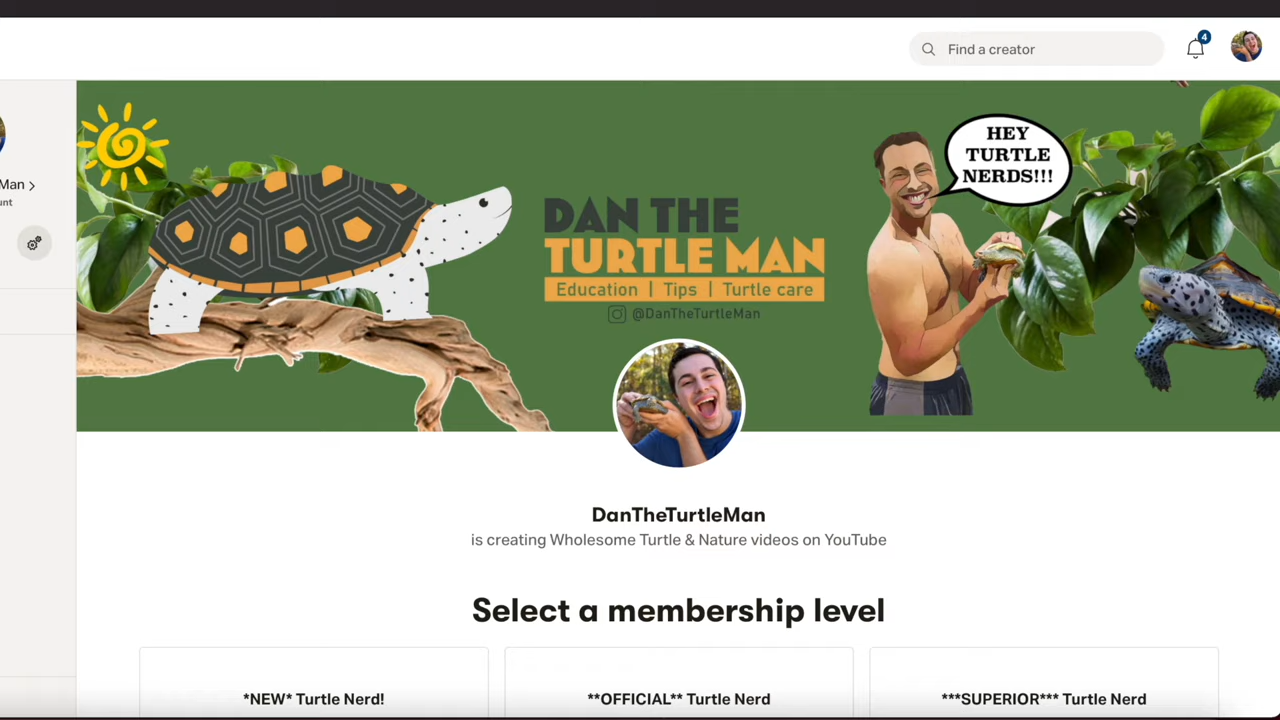 Find a creator
4
Man
unt
HEY
TURTLE
NERDS!!!
DAN THE
TURTLE MAN
Education | Tips | Turtle care
@DanTheTurtleMan
DanTheTurtleMan
is creating Wholesome Turtle & Nature videos on YouTube
Select a membership level
*NEW* Turtle Nerd!
**OFFICIAL** Turtle Nerd
***SUPERIOR*** Turtle Nerd